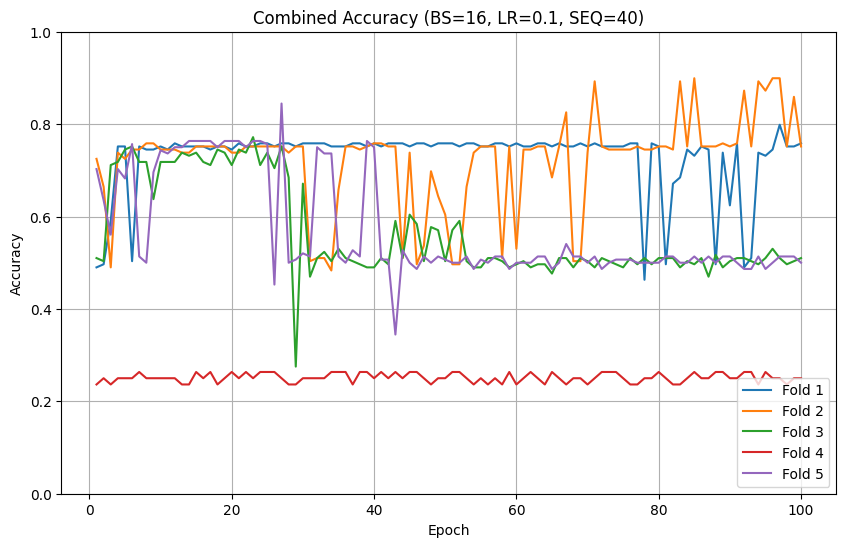 Combined Accuracy (BS=16, LR=0.1, SEQ=40)
1.0
0.8
0.6
0.4
0.2
0.0
Accuracy
0
20
40
60
80
100
Epoch
Fold 1
Fold 2
Fold 3
Fold 4
Fold 5